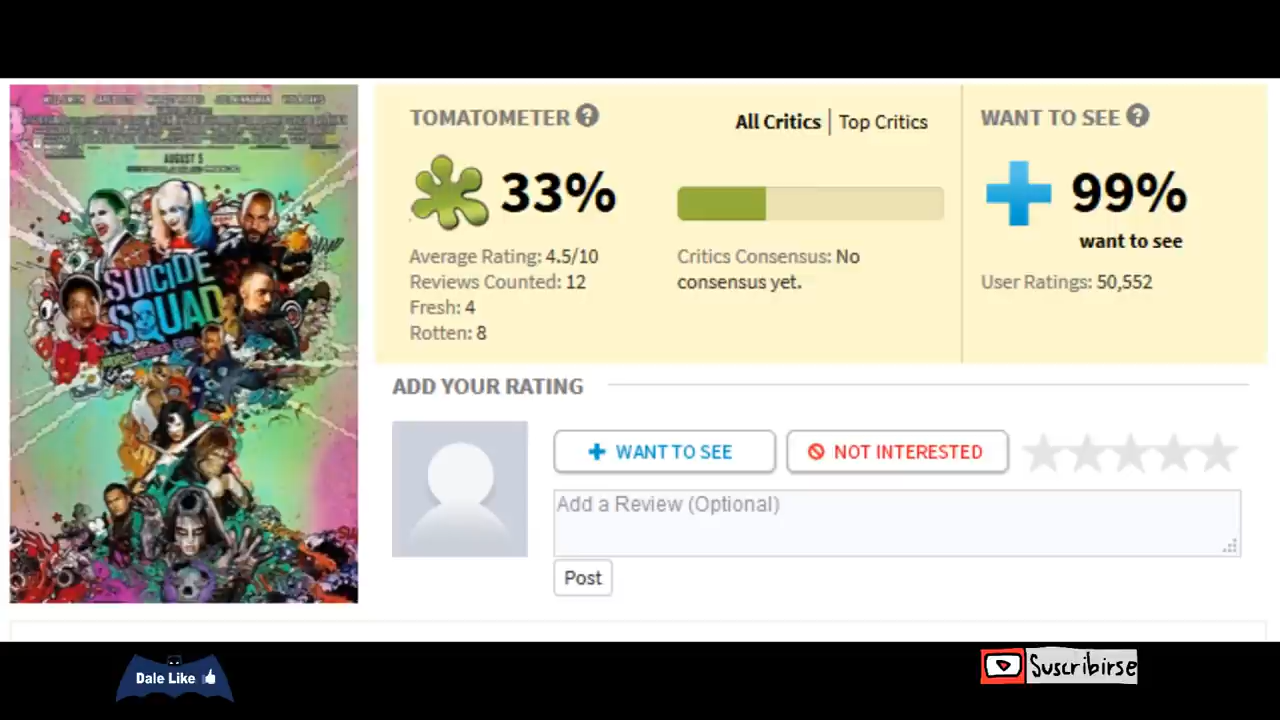 AUGUST 5
SUICIDE
SQUAD
TOMATOMETER ?
All Critics | Top Critics
33%
Average Rating: 4.5/10
Reviews Counted: 12
Fresh: 4
Rotten: 8
Critics Consensus: No
consensus yet.
WANT TO SEE ?
99%
want to see
User Ratings: 50,552
ADD YOUR RATING
WANT TO SEE
NOT INTERESTED
Add a Review (Optional)
Post
Dale Like
Suscribirse